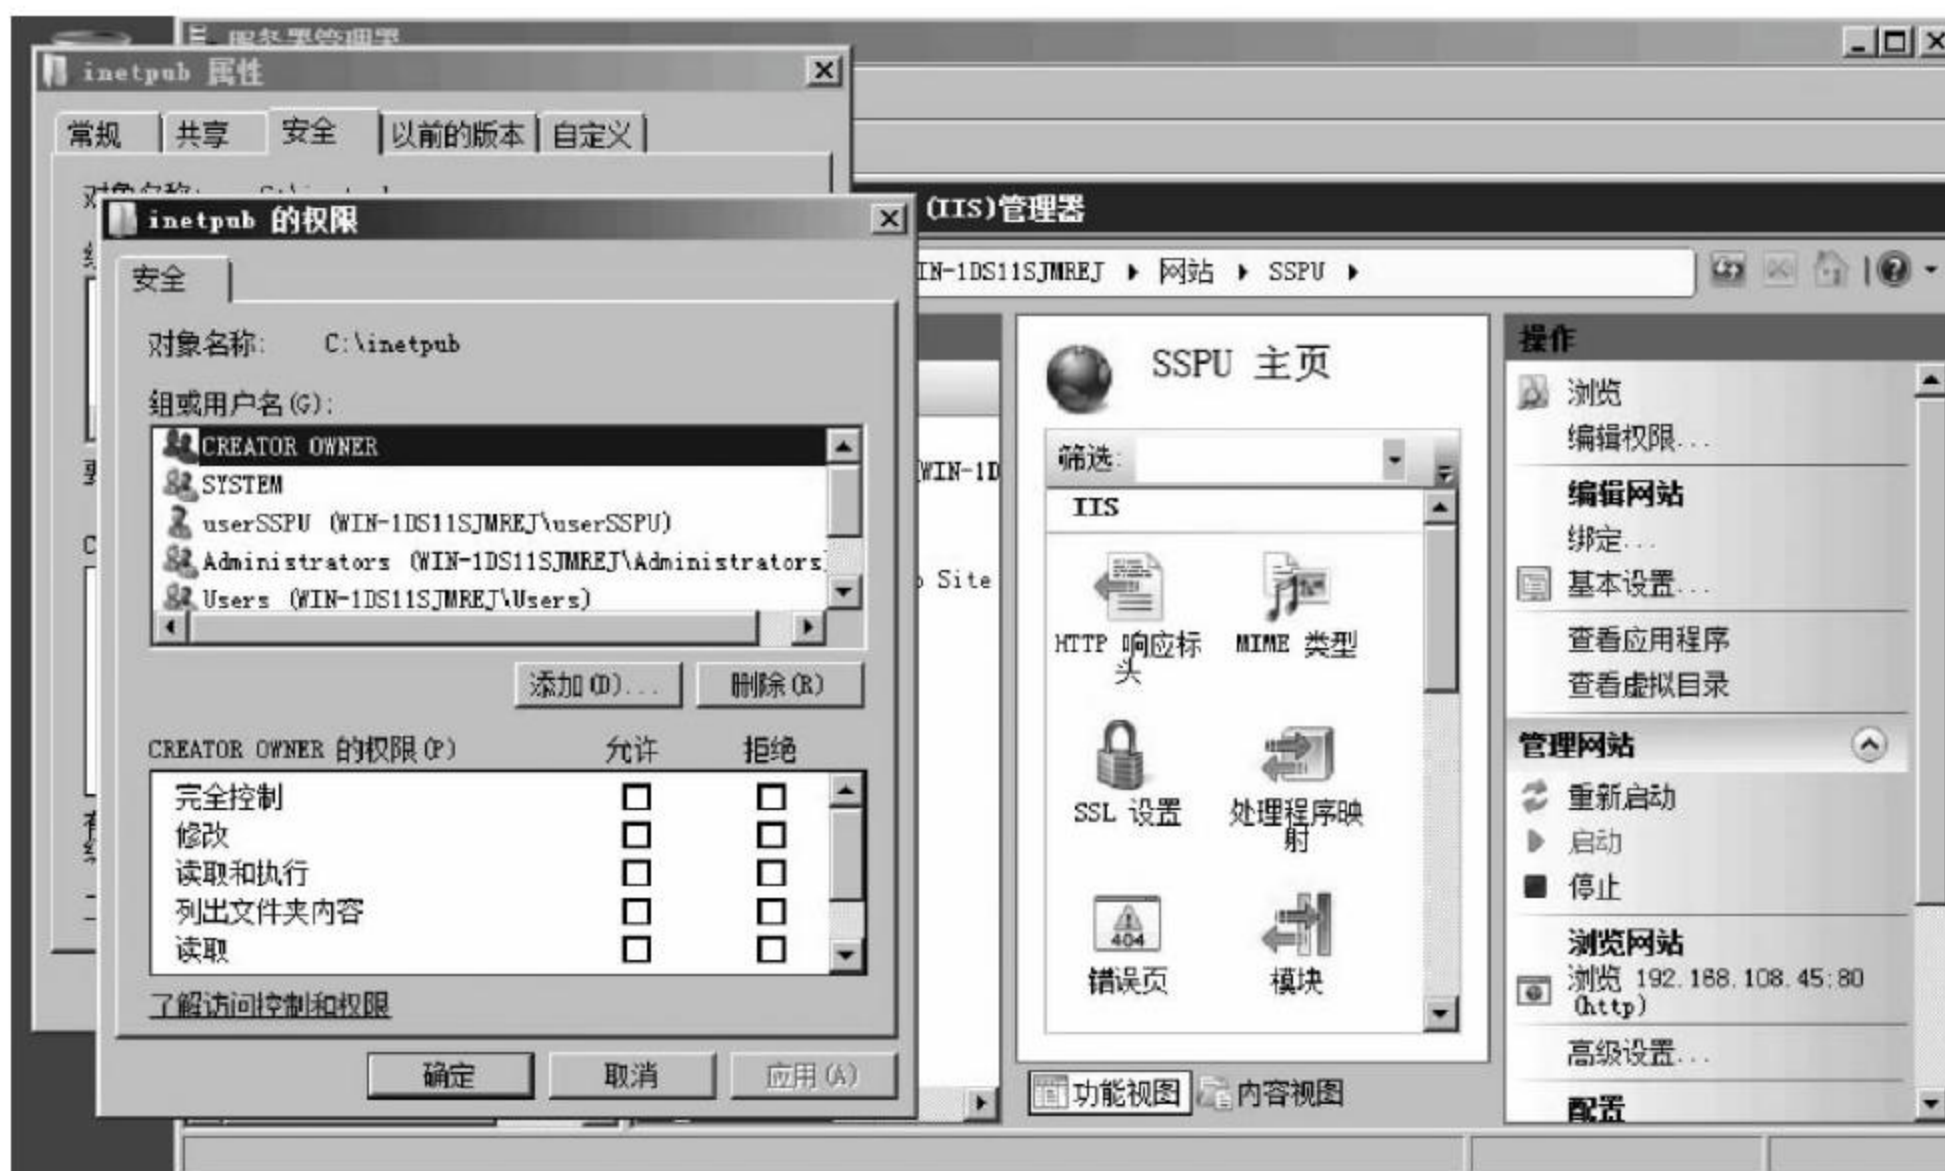 服务器管理器
inetpub 属性
常规
共享
安全
以前的版本
自定义
inetpub 的权限
安全
对象名称: C:\inetpub
组或用户名(G):
CREATOR OWNER
SYSTEM
userSSPU (WIN-1DS11SJMREJ\userSSPU)
Administrators (WIN-1DS11SJMREJ\Administrators
Users (WIN-1DS11SJMREJ\Users)
添加(D)...
删除(R)
CREATOR OWNER 的权限(P) 允许 拒绝
完全控制
修改
读取和执行
列出文件夹内容
读取
了解访问控制和权限
确定
取消
应用(A)
(IIS)管理器
IN-1DS11SJMREJ ▶ 网站 ▶ SSPU ▶
WIN-1D
Site
SSPU 主页
筛选:
IIS
HTTP 响应标
头
MIME 类型
SSL 设置
处理程序映
射
404
错误页
模块
功能视图
内容视图
操作
浏览
编辑权限...
编辑网站
绑定...
基本设置...
查看应用程序
查看虚拟目录
管理网站
重新启动
启动
停止
浏览网站
浏览 192.168.108.45:80
(http)
高级设置...
配置